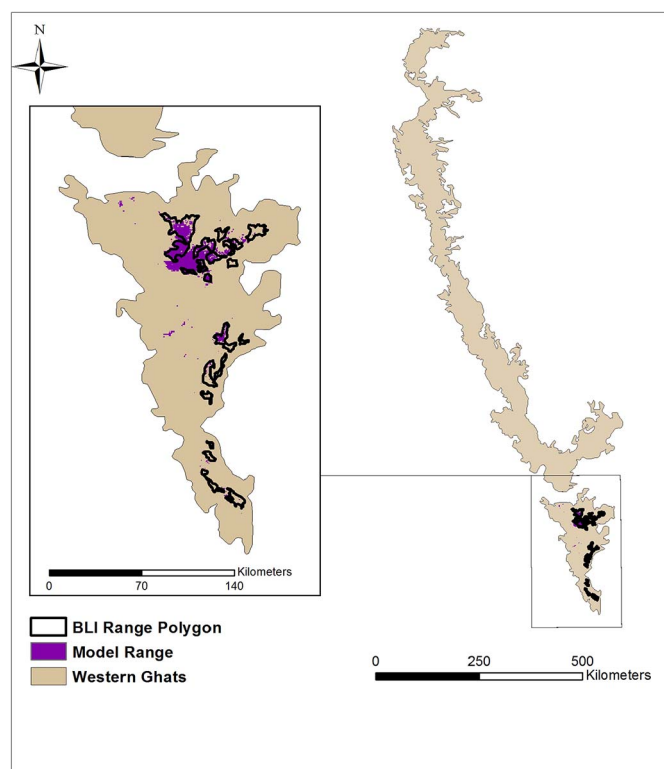 N
Kilometers
0 70 140
BLI Range Polygon
Model Range
Western Ghats
0 250 500
Kilometers